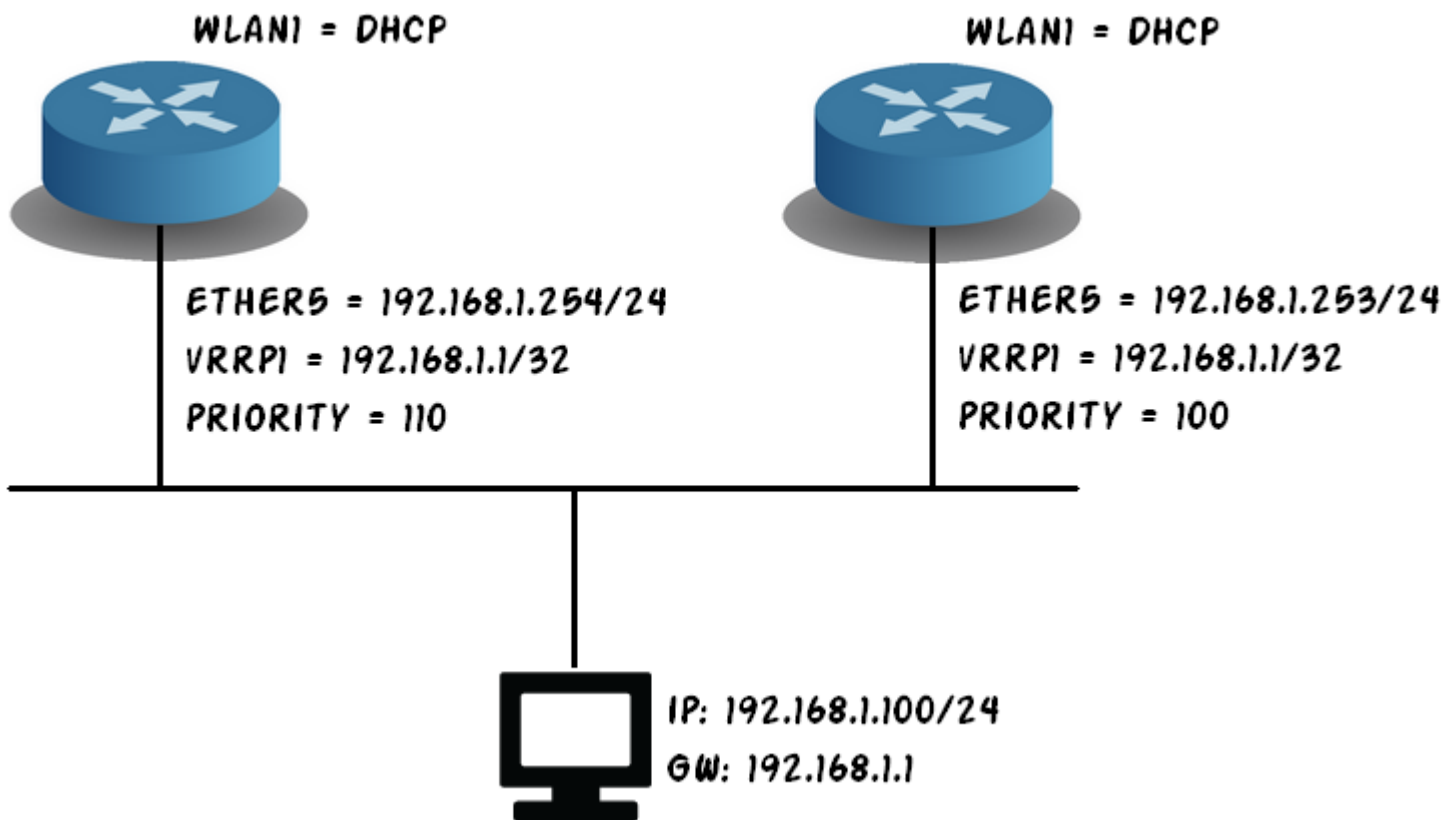 WLAN1 = DHCP
WLAN1 = DHCP
ETHER5 = 192.168.1.254/24
VRRP1 = 192.168.1.1/32
PRIORITY = 110
ETHER5 = 192.168.1.253/24
VRRP1 = 192.168.1.1/32
PRIORITY = 100
IP: 192.168.1.100/24
GW: 192.168.1.1